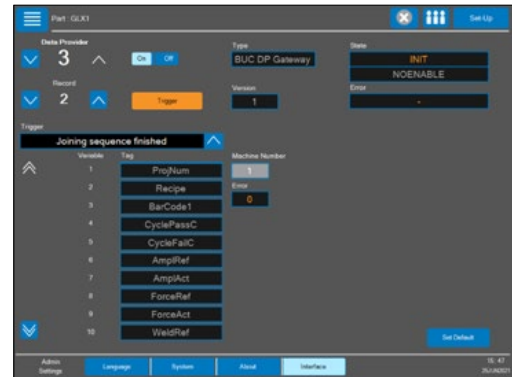 Part : GLX1
Set-Up
Data Provider
3
On Off
Type
BUC DP Gateway
State
INIT
NOENABLE
Record
2
Trigger
Version
1
Error
-
Trigger
Joining sequence finished
Variable Tag
Machine Number
1 ProjNum
1
2 Recipe
Error
0
3 BarCode1
4 CyclePassC
5 CycleFailC
6 AmplRef
7 AmplAct
8 ForceRef
9 ForceAct
10 WeldRef
Set Default
Admin
Settings
Language
System
About
Interface
15: 47